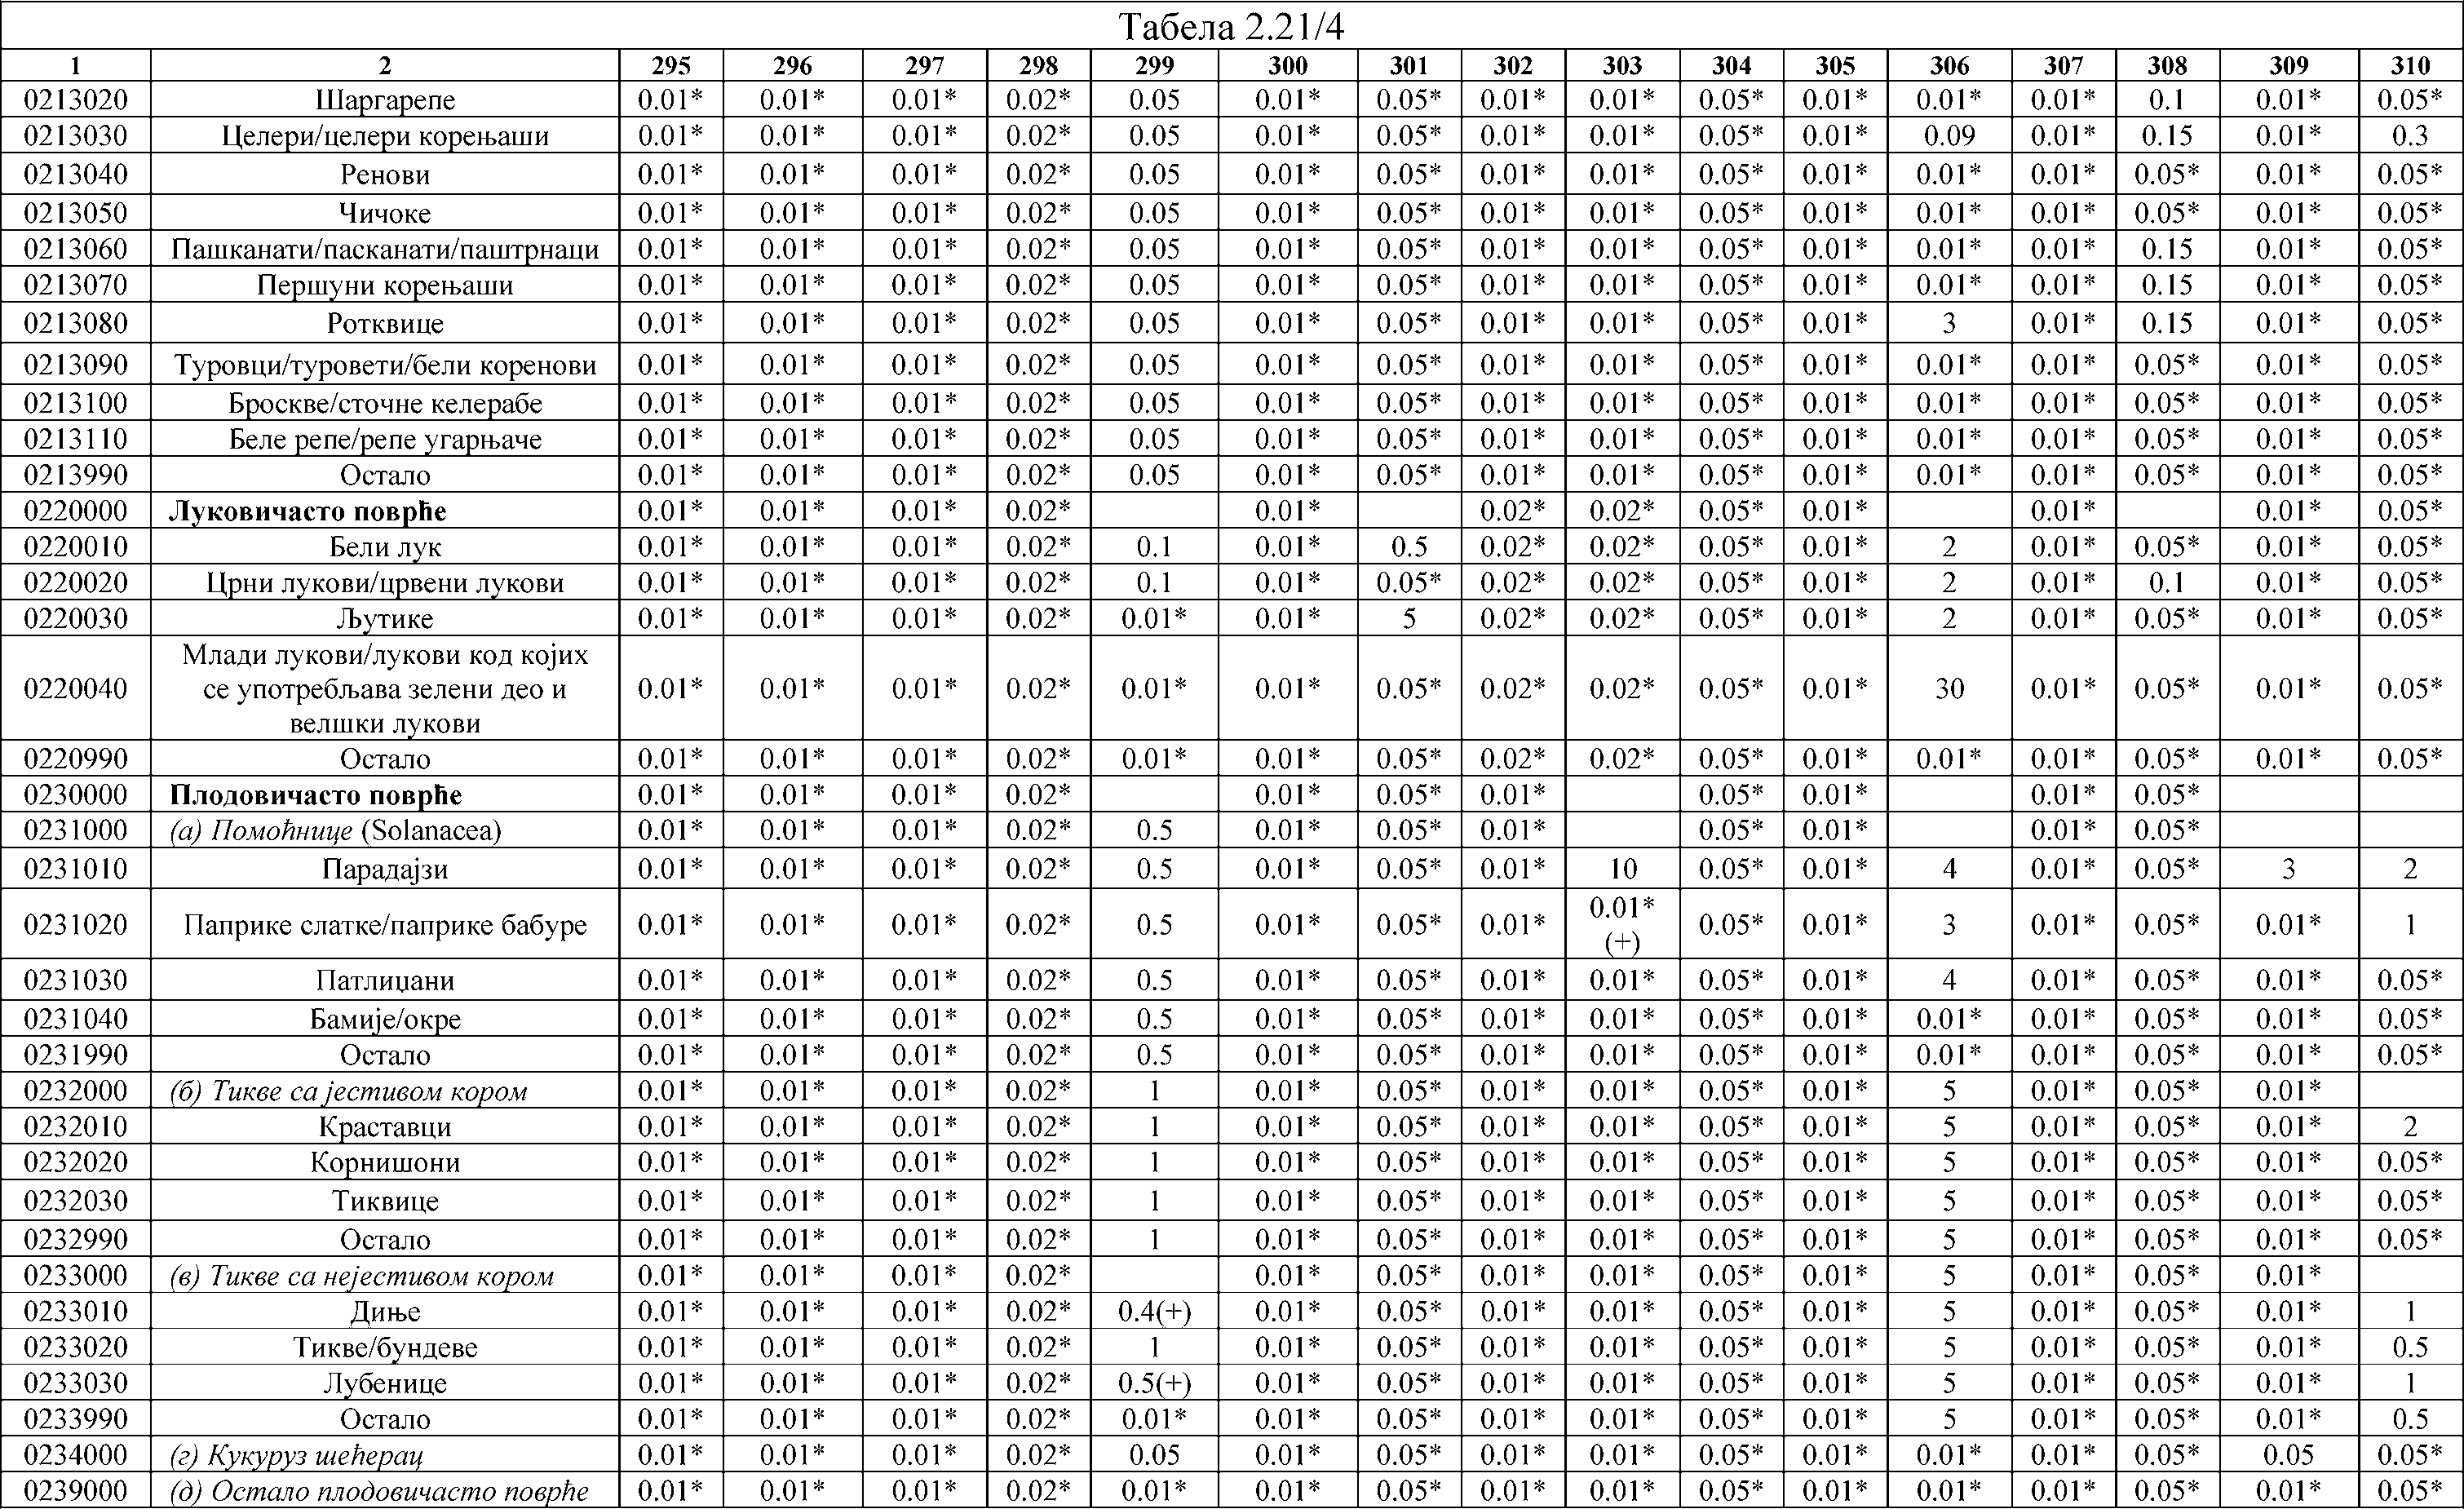 Табела 2.21/4
1 2 295 296 297 298 299 300 301 302 303 304 305 306 307 308 309 310
0213020 Шаргарепе 0.01* 0.01* 0.01* 0.02* 0.05 0.01* 0.05* 0.01* 0.01* 0.05* 0.01* 0.01* 0.01* 0.1 0.01* 0.05*
0213030 Целери/целери корењаши 0.01* 0.01* 0.01* 0.02* 0.05 0.01* 0.05* 0.01* 0.01* 0.05* 0.01* 0.09 0.01* 0.15 0.01* 0.3
0213040 Ренови 0.01* 0.01* 0.01* 0.02* 0.05 0.01* 0.05* 0.01* 0.01* 0.05* 0.01* 0.01* 0.01* 0.05* 0.01* 0.05*
0213050 Чичоке 0.01* 0.01* 0.01* 0.02* 0.05 0.01* 0.05* 0.01* 0.01* 0.05* 0.01* 0.01* 0.01* 0.05* 0.01* 0.05*
0213060 Пашканати/пасканати/паштрнаци 0.01* 0.01* 0.01* 0.02* 0.05 0.01* 0.05* 0.01* 0.01* 0.05* 0.01* 0.01* 0.01* 0.15 0.01* 0.05*
0213070 Першуни корењаши 0.01* 0.01* 0.01* 0.02* 0.05 0.01* 0.05* 0.01* 0.01* 0.05* 0.01* 0.01* 0.01* 0.15 0.01* 0.05*
0213080 Ротквице 0.01* 0.01* 0.01* 0.02* 0.05 0.01* 0.05* 0.01* 0.01* 0.05* 0.01* 3 0.01* 0.15 0.01* 0.05*
0213090 Туровци/туровети/бели коренови 0.01* 0.01* 0.01* 0.02* 0.05 0.01* 0.05* 0.01* 0.01* 0.05* 0.01* 0.01* 0.01* 0.05* 0.01* 0.05*
0213100 Броскве/сточне келерабе 0.01* 0.01* 0.01* 0.02* 0.05 0.01* 0.05* 0.01* 0.01* 0.05* 0.01* 0.01* 0.01* 0.05* 0.01* 0.05*
0213110 Беле репе/репе угарњаче 0.01* 0.01* 0.01* 0.02* 0.05 0.01* 0.05* 0.01* 0.01* 0.05* 0.01* 0.01* 0.01* 0.05* 0.01* 0.05*
0213990 Остало 0.01* 0.01* 0.01* 0.02* 0.05 0.01* 0.05* 0.01* 0.01* 0.05* 0.01* 0.01* 0.01* 0.05* 0.01* 0.05*
0220000 Луковичасто поврће 0.01* 0.01* 0.01* 0.02* 0.01* 0.02* 0.02* 0.05* 0.01* 0.01* 0.01* 0.05*
0220010 Бели лук 0.01* 0.01* 0.01* 0.02* 0.1 0.01* 0.5 0.02* 0.02* 0.05* 0.01* 2 0.01* 0.05* 0.01* 0.05*
0220020 Црни лукови/црвени лукови 0.01* 0.01* 0.01* 0.02* 0.1 0.01* 0.05* 0.02* 0.02* 0.05* 0.01* 2 0.01* 0.1 0.01* 0.05*
0220030 Љутике 0.01* 0.01* 0.01* 0.02* 0.01* 0.01* 5 0.02* 0.02* 0.05* 0.01* 2 0.01* 0.05* 0.01* 0.05*
Млади лукови/лукови код којих
0220040 се употребљава зелени део и 0.01* 0.01* 0.01* 0.02* 0.01* 0.01* 0.05* 0.02* 0.02* 0.05* 0.01* 30 0.01* 0.05* 0.01* 0.05*
велшки лукови
0220990 Остало 0.01* 0.01* 0.01* 0.02* 0.01* 0.01* 0.05* 0.02* 0.02* 0.05* 0.01* 0.01* 0.01* 0.05* 0.01* 0.05*
0230000 Плодовичасто поврће 0.01* 0.01* 0.01* 0.02* 0.01* 0.05* 0.01* 0.05* 0.01* 0.01* 0.05*
0231000 (а) Помоћнице (Solanacea) 0.01* 0.01* 0.01* 0.02* 0.5 0.01* 0.05* 0.01* 0.05* 0.01* 0.01* 0.05*
0231010 Парадајзи 0.01* 0.01* 0.01* 0.02* 0.5 0.01* 0.05* 0.01* 10 0.05* 0.01* 4 0.01* 0.05* 3 2
0231020 Паприке слатке/паприке бабуре 0.01* 0.01* 0.01* 0.02* 0.5 0.01* 0.05* 0.01* 0.01* (+) 0.05* 0.01* 3 0.01* 0.05* 0.01* 1
0231030 Патлиџани 0.01* 0.01* 0.01* 0.02* 0.5 0.01* 0.05* 0.01* 0.01* 0.05* 0.01* 4 0.01* 0.05* 0.01* 0.05*
0231040 Бамије/окре 0.01* 0.01* 0.01* 0.02* 0.5 0.01* 0.05* 0.01* 0.01* 0.05* 0.01* 0.01* 0.01* 0.05* 0.01* 0.05*
0231990 Остало 0.01* 0.01* 0.01* 0.02* 0.5 0.01* 0.05* 0.01* 0.01* 0.05* 0.01* 0.01* 0.01* 0.05* 0.01* 0.05*
0232000 (б) Тикве са јестивом кором 0.01* 0.01* 0.01* 0.02* 1 0.01* 0.05* 0.01* 0.01* 0.05* 0.01* 5 0.01* 0.05* 0.01*
0232010 Краставци 0.01* 0.01* 0.01* 0.02* 1 0.01* 0.05* 0.01* 0.01* 0.05* 0.01* 5 0.01* 0.05* 0.01* 2
0232020 Корнишони 0.01* 0.01* 0.01* 0.02* 1 0.01* 0.05* 0.01* 0.01* 0.05* 0.01* 5 0.01* 0.05* 0.01* 0.05*
0232030 Тиквице 0.01* 0.01* 0.01* 0.02* 1 0.01* 0.05* 0.01* 0.01* 0.05* 0.01* 5 0.01* 0.05* 0.01* 0.05*
0232990 Остало 0.01* 0.01* 0.01* 0.02* 1 0.01* 0.05* 0.01* 0.01* 0.05* 0.01* 5 0.01* 0.05* 0.01* 0.05*
0233000 (в) Тикве са нејестивом кором 0.01* 0.01* 0.01* 0.02* 0.01* 0.05* 0.01* 0.01* 0.05* 0.01* 5 0.01* 0.05* 0.01*
0233010 Диње 0.01* 0.01* 0.01* 0.02* 0.4(+) 0.01* 0.05* 0.01* 0.01* 0.05* 0.01* 5 0.01* 0.05* 0.01* 1
0233020 Тикве/бундеве 0.01* 0.01* 0.01* 0.02* 1 0.01* 0.05* 0.01* 0.01* 0.05* 0.01* 5 0.01* 0.05* 0.01* 0.5
0233030 Лубенице 0.01* 0.01* 0.01* 0.02* 0.5(+) 0.01* 0.05* 0.01* 0.01* 0.05* 0.01* 5 0.01* 0.05* 0.01* 1
0233990 Остало 0.01* 0.01* 0.01* 0.02* 0.01* 0.01* 0.05* 0.01* 0.01* 0.05* 0.01* 5 0.01* 0.05* 0.01* 0.5
0234000 (г) Кукуруз шећерац 0.01* 0.01* 0.01* 0.02* 0.05 0.01* 0.05* 0.01* 0.01* 0.05* 0.01* 0.01* 0.01* 0.05* 0.05 0.05*
0239000 (д) Остало плодовичасто поврће 0.01* 0.01* 0.01* 0.02* 0.01* 0.01* 0.05* 0.01* 0.01* 0.05* 0.01* 0.01* 0.01* 0.05* 0.01* 0.05*